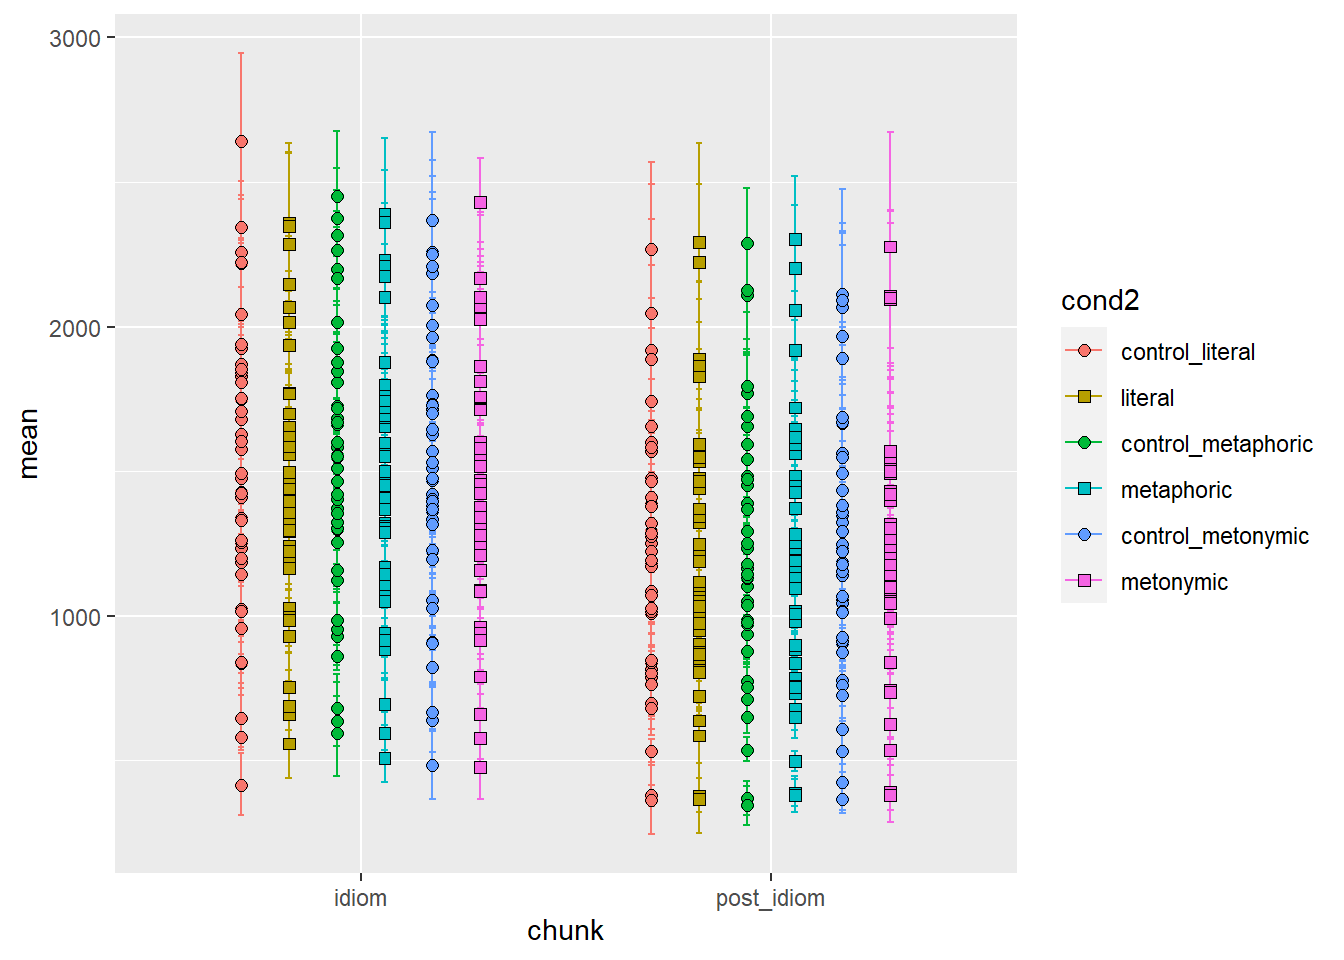 3000
2000
1000
mean
idiom
post_idiom
chunk
cond2
control_literal
literal
control_metaphoric
metaphoric
control_metonymic
metonymic